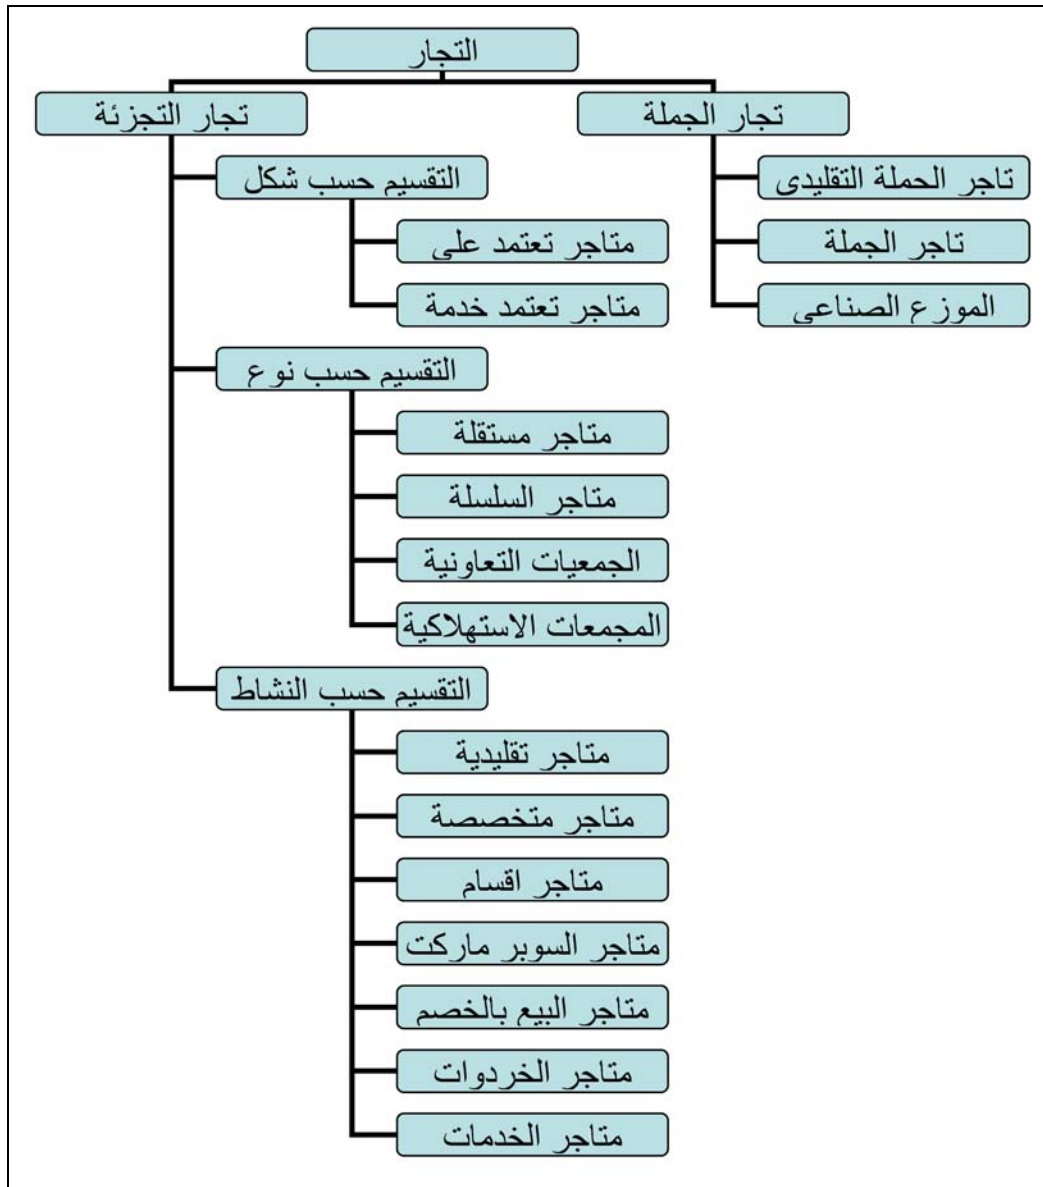 التجار
تجار الجملة
تاجر الحملة التقليدى
تاجر الجملة
الموزع الصناعى
تجار التجزئة
التقسيم حسب شكل
متاجر تعتمد على
متاجر تعتمد خدمة
التقسيم حسب نوع
متاجر مستقلة
متاجر السلسلة
الجمعيات التعاونية
المجمعات الاستهلاكية
التقسيم حسب النشاط
متاجر تقليدية
متاجر متخصصة
متاجر اقسام
متاجر السوبر ماركت
متاجر البيع بالخصم
متاجر الخردوات
متاجر الخدمات